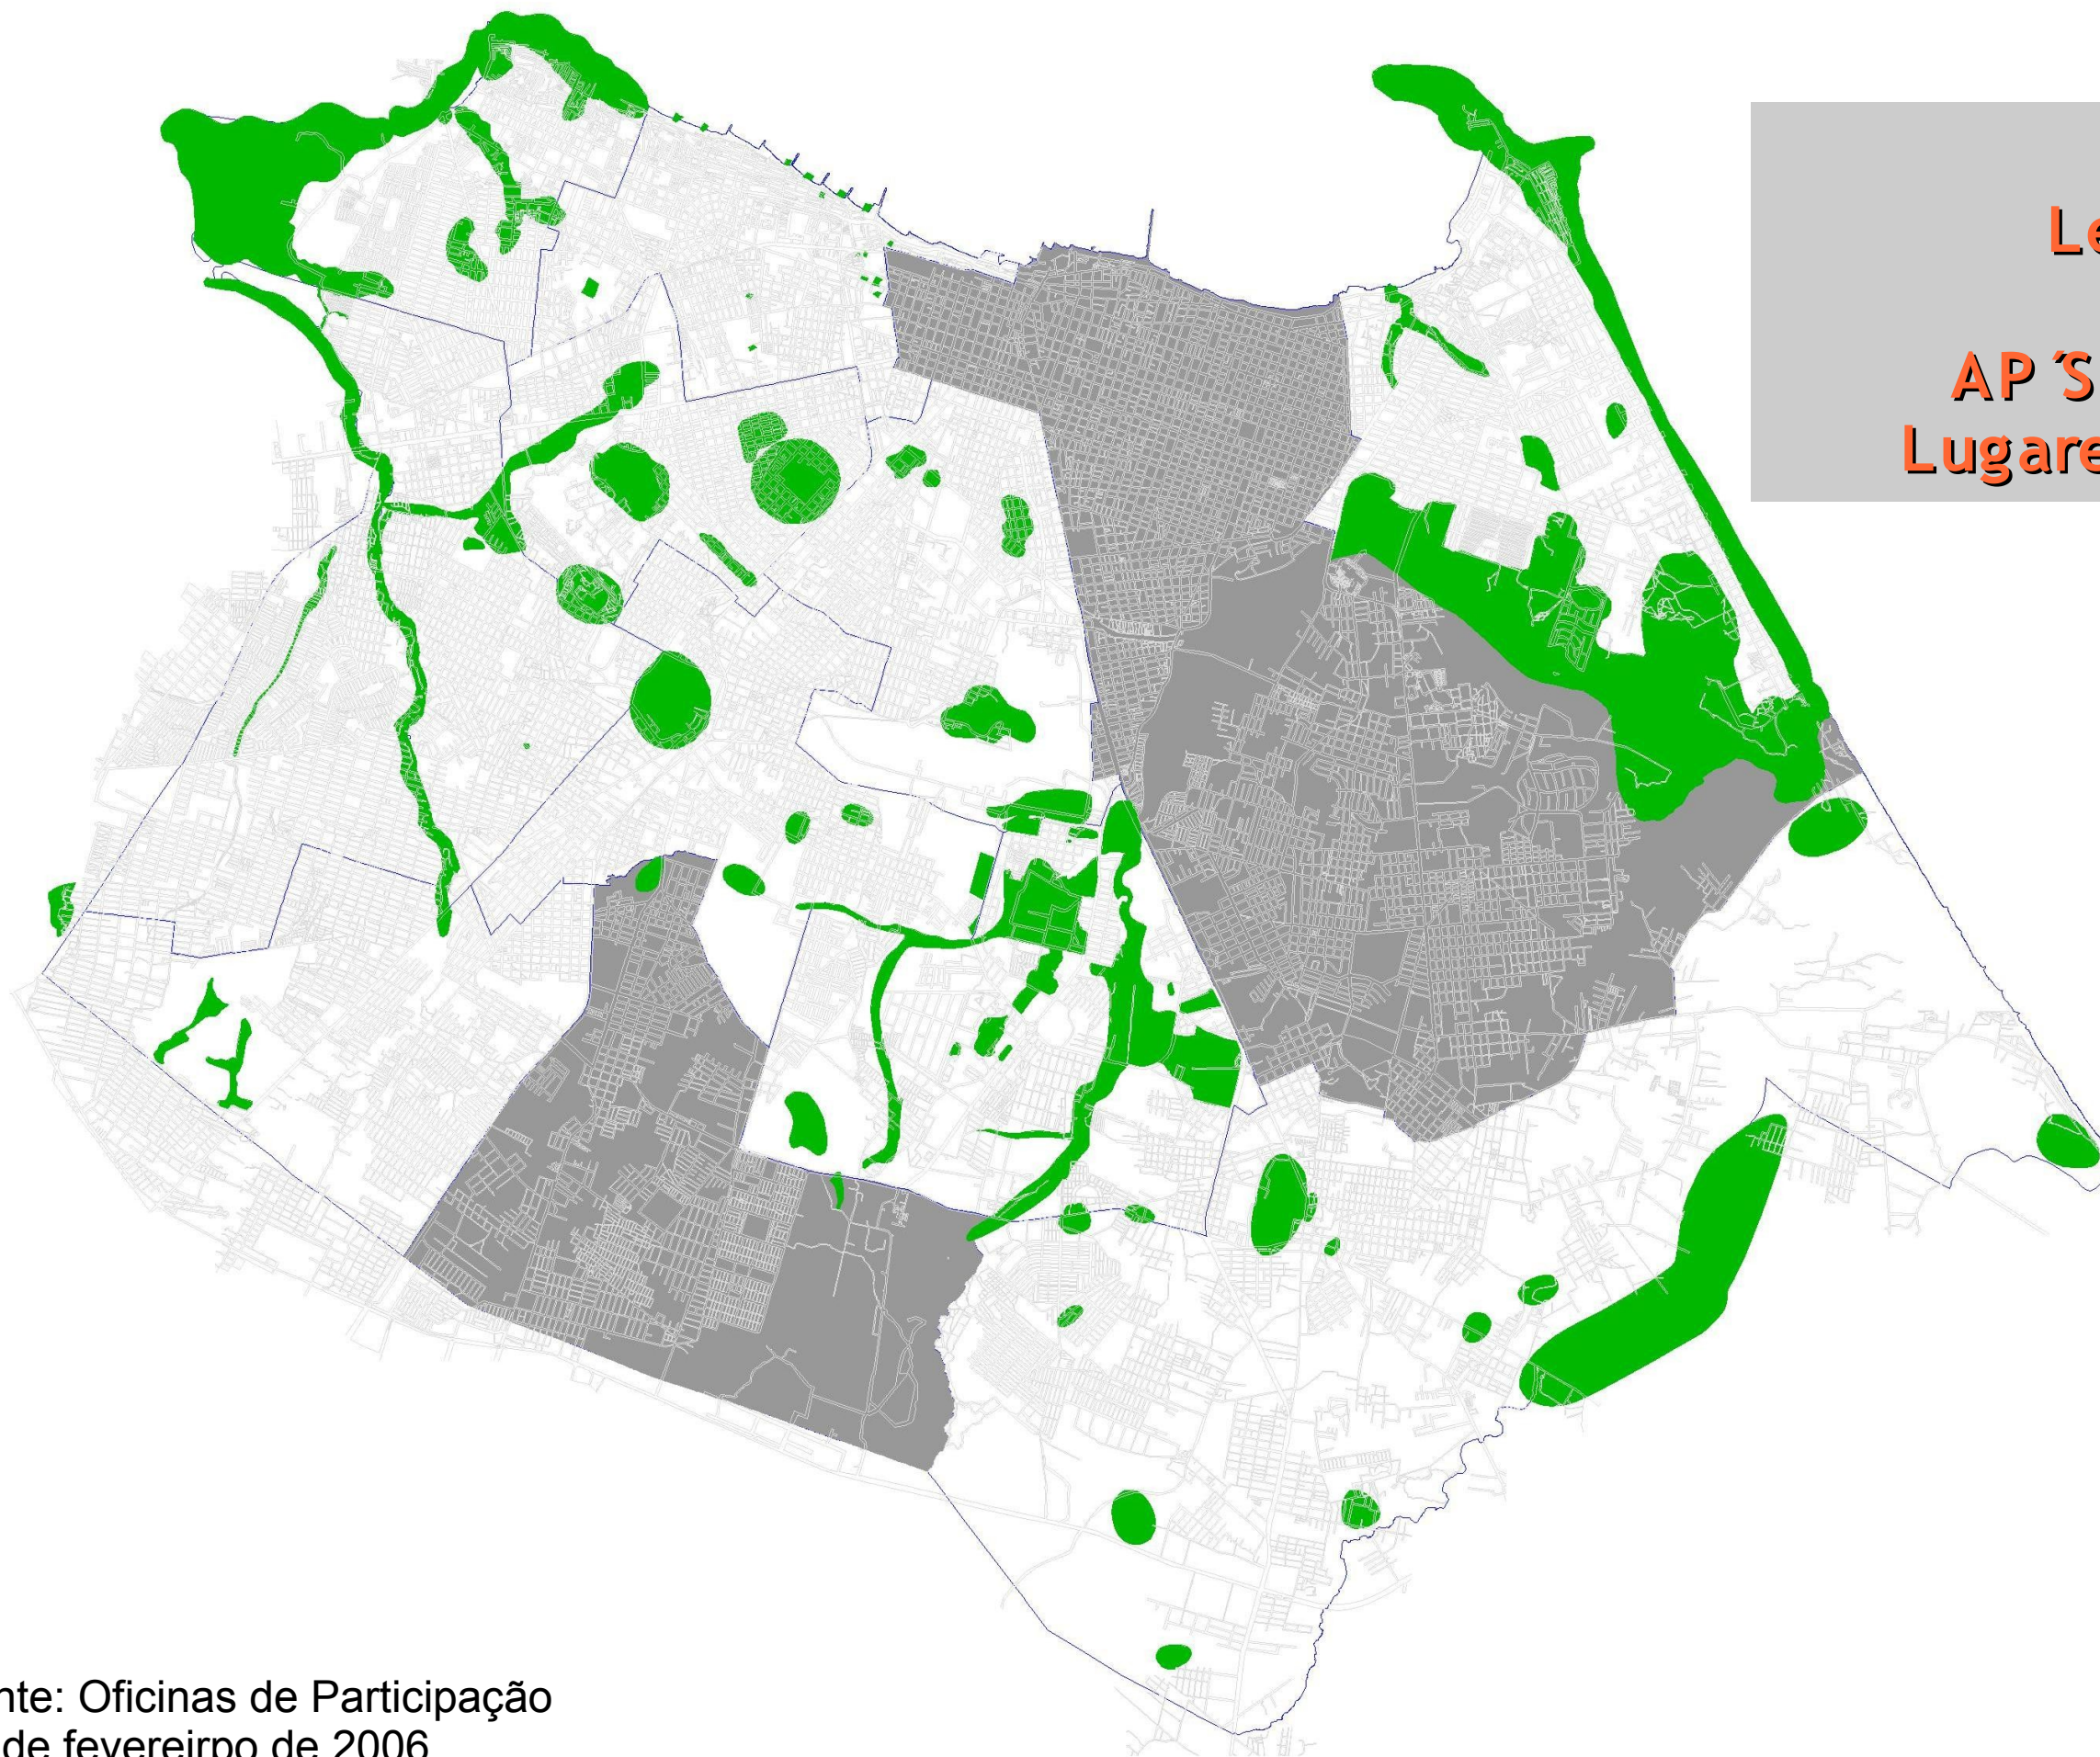 Le
AP´S
Lugare
nte: Oficinas de Participação
de fevereirpo de 2006